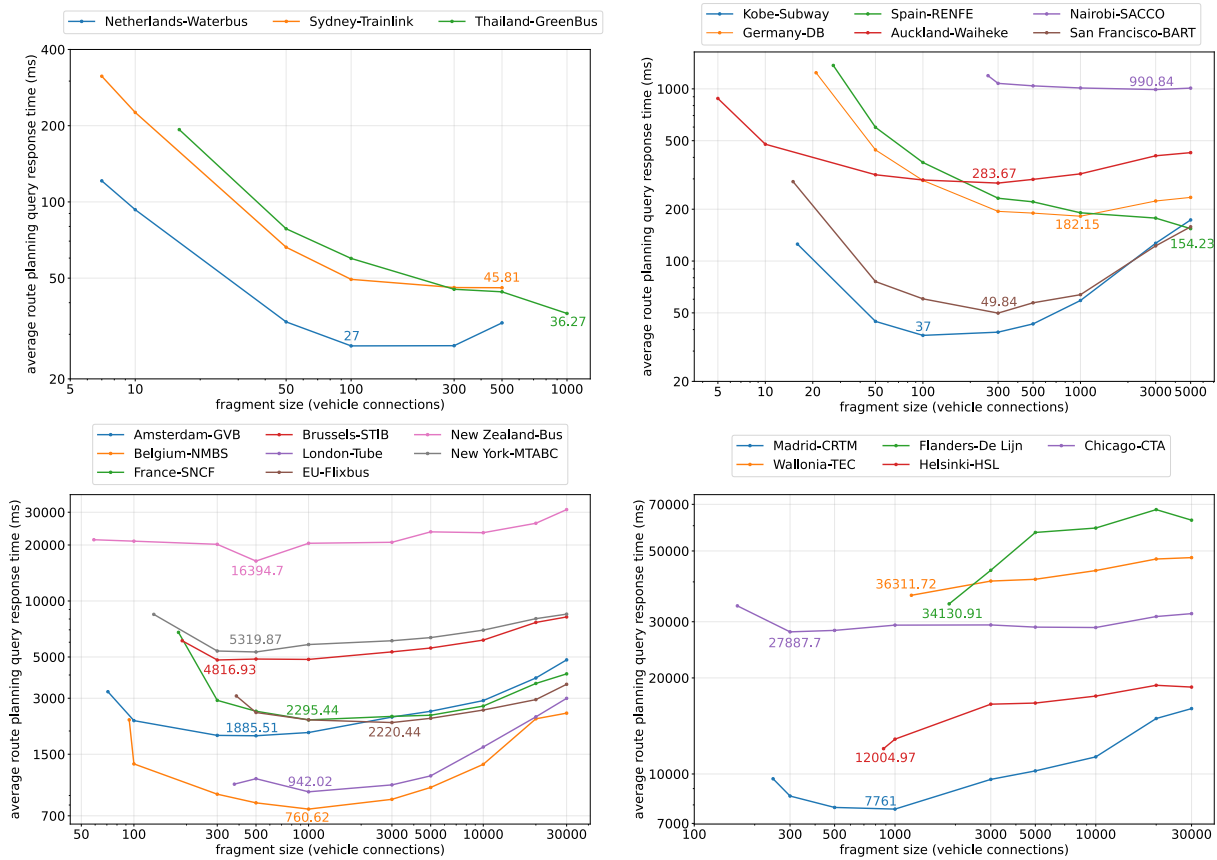 Netherlands-Waterbus Sydney-Trainlink Thailand-GreenBus
average route planning query response time (ms)
400
200
100
50
20
45.81
27
36.27
5 10 50 100 300 500 1000
fragment size (vehicle connections)
Kobe-Subway Spain-RENFE Nairobi-SACCO
Germany-DB Auckland-Waiheke San Francisco-BART
average route planning query response time (ms)
1000
500
200
100
50
20
990.84
283.67
182.15
154.23
49.84
37
5 10 20 50 100 300 500 1000 3000 5000
fragment size (vehicle connections)
Amsterdam-GVB Brussels-STIB New Zealand-Bus
Belgium-NMBS London-Tube New York-MTABC
France-SNCF EU-Flixbus
average route planning query response time (ms)
30000
20000
10000
5000
3000
1500
700
16394.7
5319.87
4816.93
2295.44
1885.51
2220.44
942.02
760.62
50 100 300 500 1000 3000 5000 10000 30000
fragment size (vehicle connections)
Madrid-CRTM Flanders-De Lijn Chicago-CTA
Wallonia-TEC Helsinki-HSL
average route planning query response time (ms)
70000
50000
30000
20000
10000
7000
36311.72
34130.91
27887.7
12004.97
7761
100 300 500 1000 3000 5000 10000 30000
fragment size (vehicle connections)